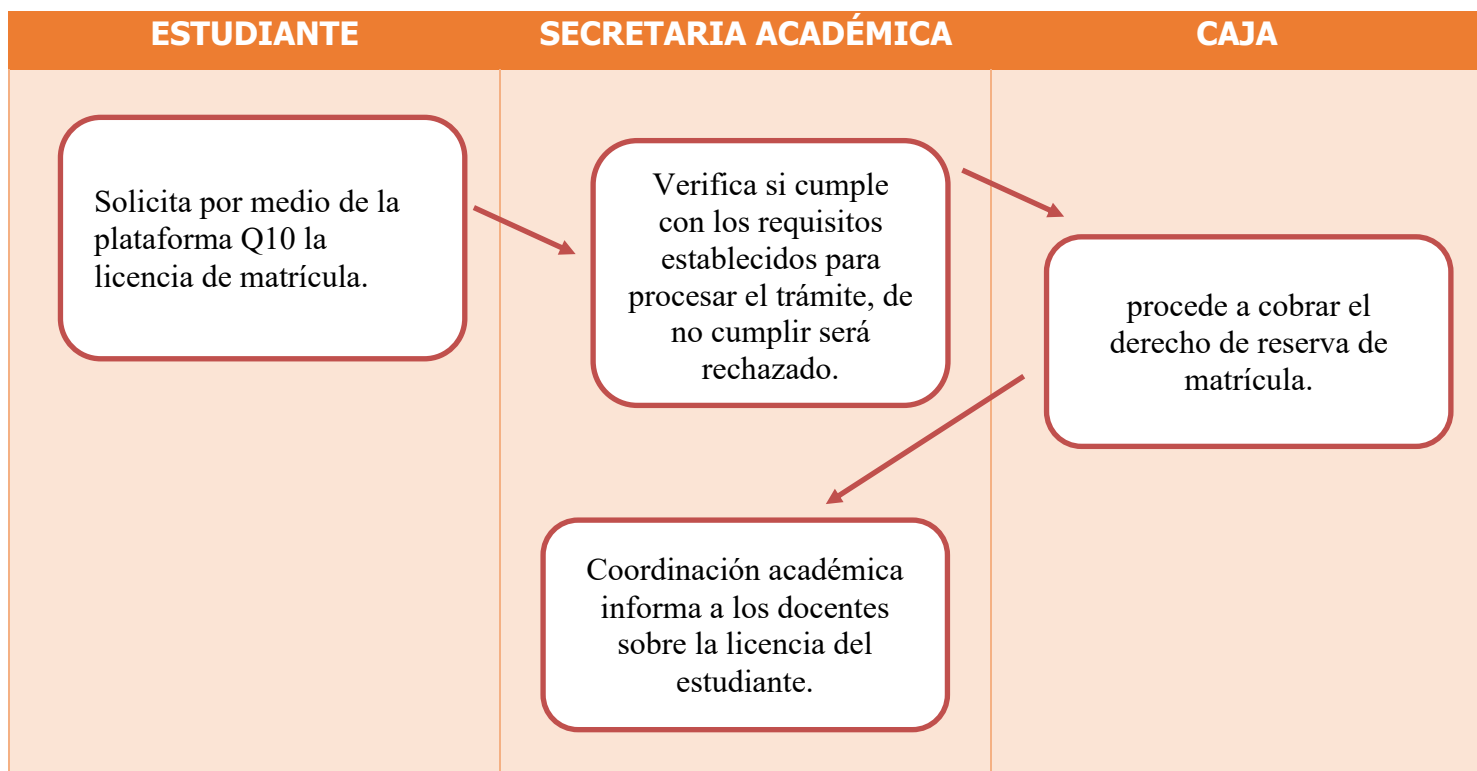 ESTUDIANTE
SECRETARIA ACADÉMICA
CAJA
Solicita por medio de la
plataforma Q10 la
licencia de matrícula.
Verifica si cumple
con los requisitos
establecidos para
procesar el trámite, de
no cumplir será
rechazado.
procede a cobrar el
derecho de reserva de
matrícula.
Coordinación académica
informa a los docentes
sobre la licencia del
estudiante.